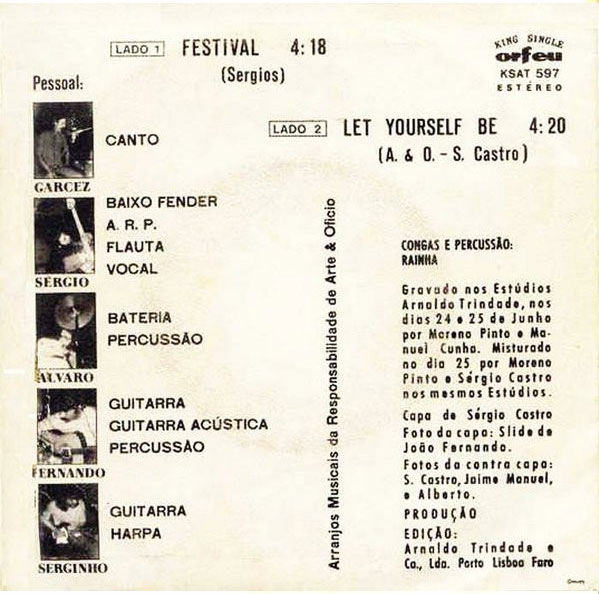 LADO 1 FESTIVAL 4:18
(Sergios)
KING SINGLE
orfeu
KSAT 597
ESTÉREO
LADO 2 LET YOURSELF BE 4:20
(A. & O. - S. Castro)
Pessoal:
CANTO
GARCEZ
BAIXO FENDER
A. R. P.
FLAUTA
VOCAL
SÉRGIO
BATERIA
PERCUSSÃO
ALVARO
GUITARRA
GUITARRA ACÚSTICA
PERCUSSÃO
FERNANDO
GUITARRA
HARPA
SERGINHO
Arranjos Musicais da Responsabilidade de Arte & Oficio
CONGAS E PERCUSSÃO:
RAINHA
Gravado nos Estúdios
Arnaldo Trindade, nos
dias 24 e 25 de Junho
por Moreno Pinto e Ma-
nuel Cunha. Misturado
no dia 25 por Moreno
Pinto e Sérgio Castro
nos mesmos Estúdios.
Capa de Sérgio Castro
Foto da capa: Slide de
João Fernando.
Fotos da contra capa:
S. Castro, Jaime Manuel,
e Alberto.
PRODUÇÃO
EDIÇÃO:
Arnaldo Trindade e
Ca., Lda. Porto Lisboa Faro